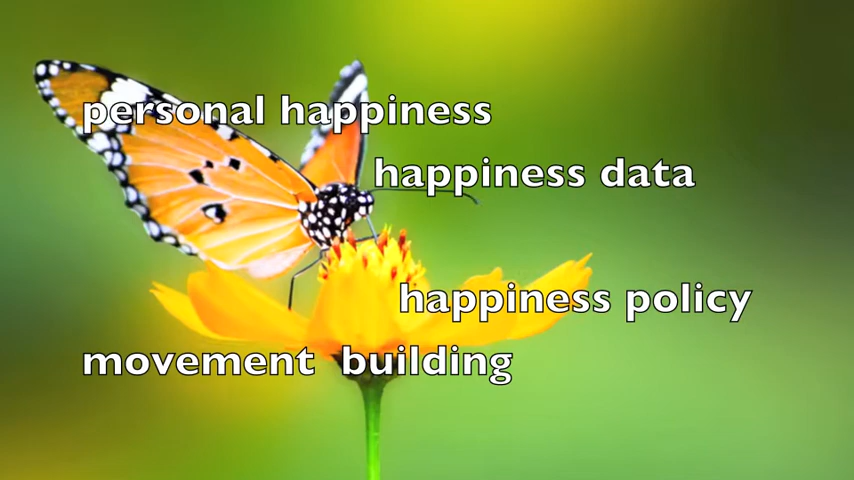 personal happiness
happiness data
happiness policy
movement building